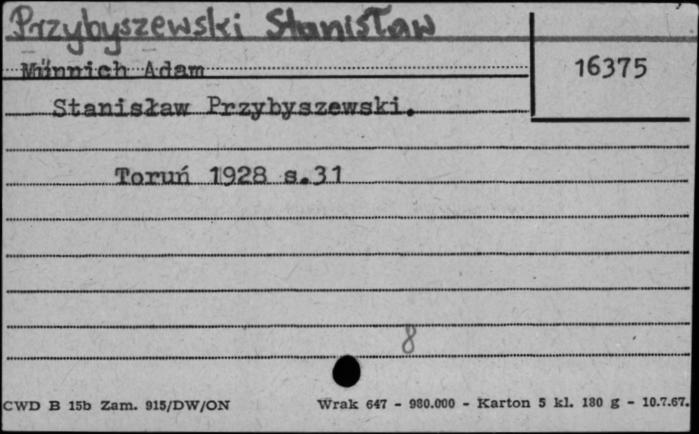 Przybyszewski Stanisław
Münnich Adam
16375
Stanisław Przybyszewski.
Toruń 1928 s.31
8
CWD B 15b Zam. 915/DW/ON Wrak 647 - 980.000 - Karton 5 kl. 180 g - 10.7.67.